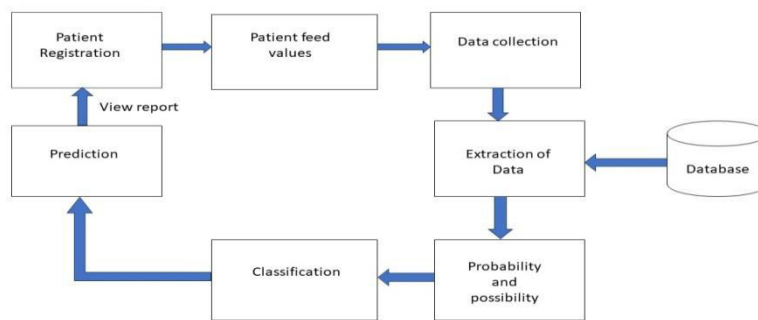 Patient
Registration
Patient feed
values
Data collection
View report
Prediction
Extraction of
Data
Database
Classification
Probability
and
possibility